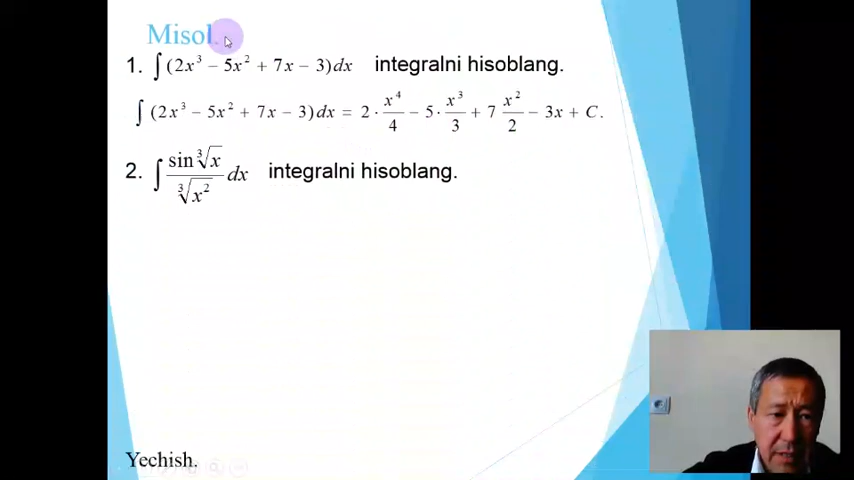 Misol.
1. ∫(2x³ − 5x² + 7x − 3)dx integralni hisoblang.
∫(2x³ − 5x² + 7x − 3)dx = 2 · x⁴/4 − 5 · x³/3 + 7 x²/2 − 3x + C.
2. ∫ sin ∛x / ∛x² dx integralni hisoblang.
Yechish.